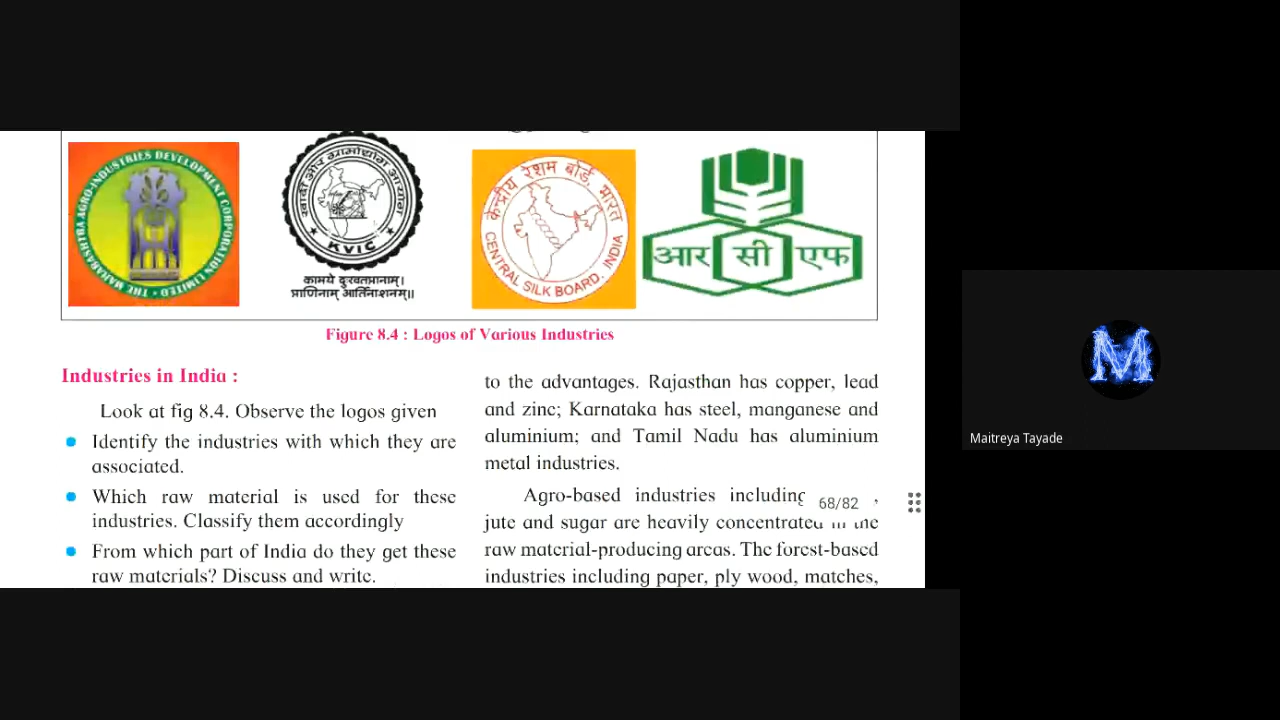 THE MAHARASHTRA AGRO-INDUSTRIES DEVELOPMENT CORPORATION LIMITED
खादी और ग्रामोद्योग आयोग
KVIC
केन्द्रीय रेशम बोर्ड, भारत
CENTRAL SILK BOARD, INDIA
आर सी एफ
Figure 8.4 : Logos of Various Industries
Industries in India :
Look at fig 8.4. Observe the logos given
Identify the industries with which they are
associated.
Which raw material is used for these
industries. Classify them accordingly
From which part of India do they get these
raw materials? Discuss and write.
to the advantages. Rajasthan has copper, lead
and zinc; Karnataka has steel, manganese and
aluminium; and Tamil Nadu has aluminium
metal industries.
Agro-based industries including
68/82
jute and sugar are heavily concentrated in the
raw material-producing areas. The forest-based
industries including paper, ply wood, matches,
Maitreya Tayade